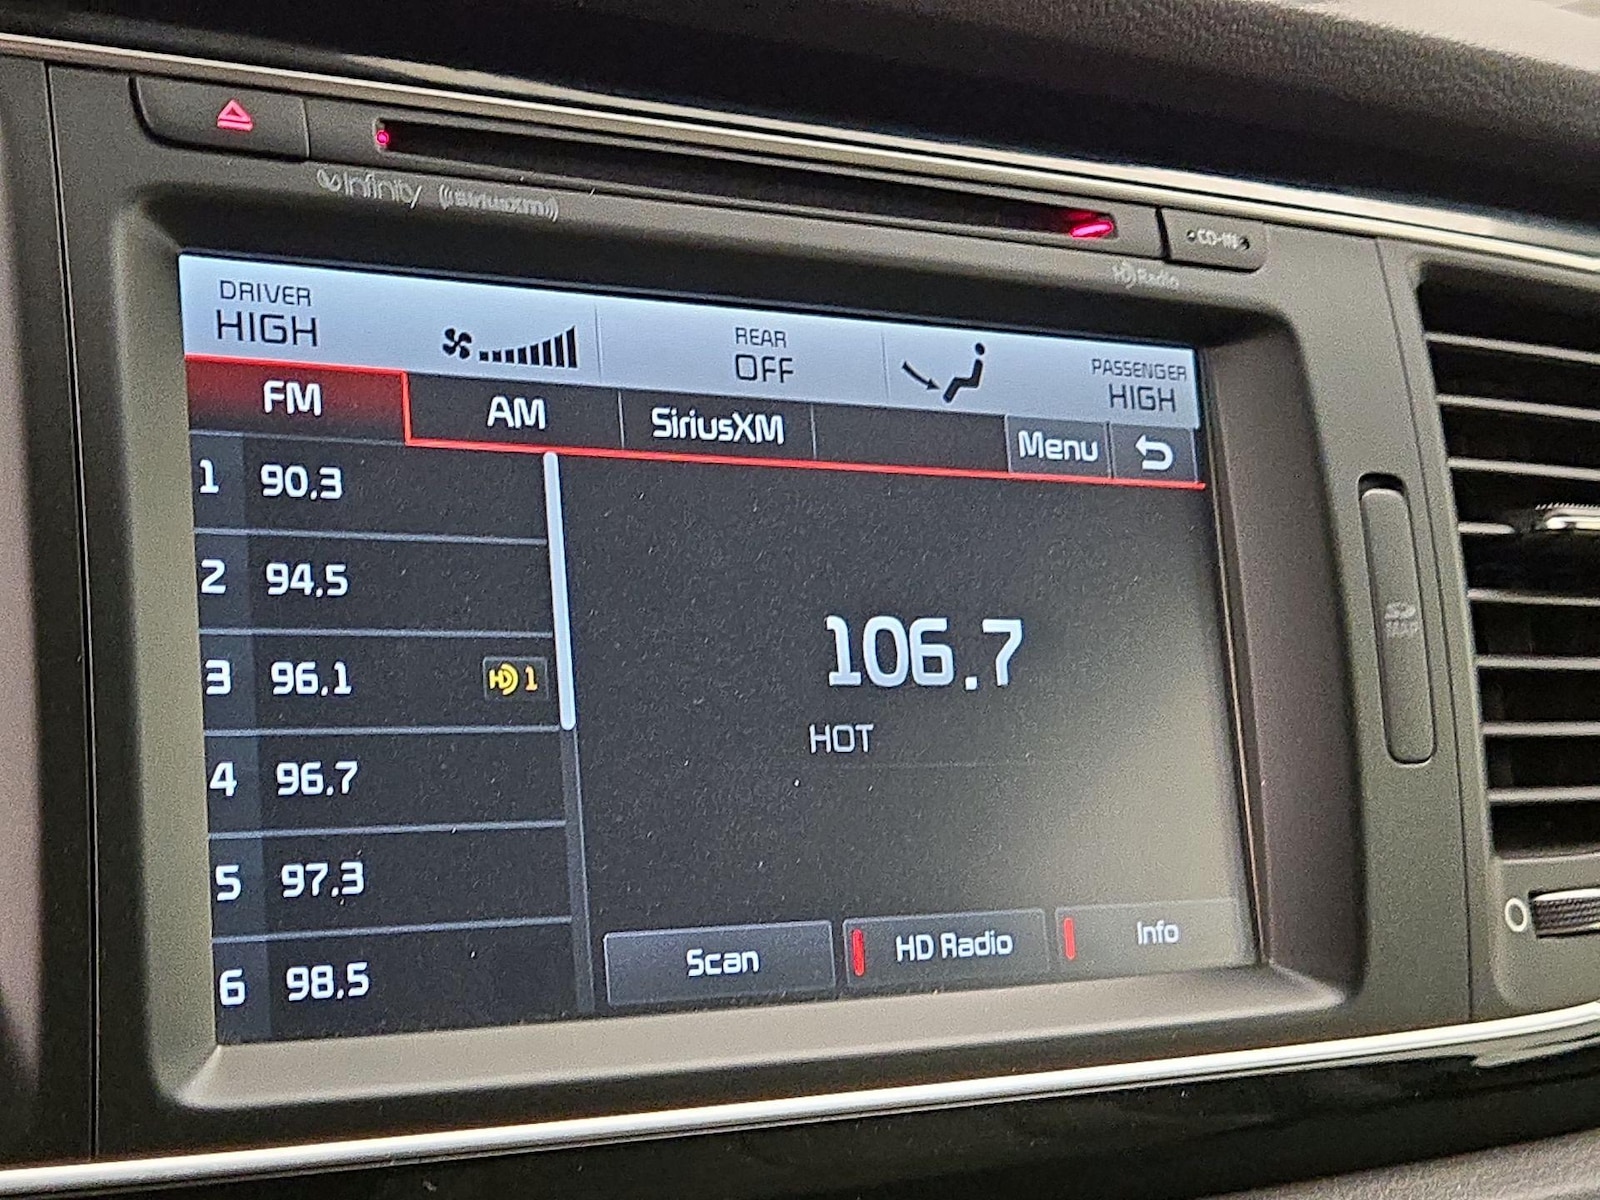 Infinity ((SiriusXM))
CD-IN
HD Radio
DRIVER
HIGH
REAR
OFF
PASSENGER
HIGH
FM AM SiriusXM Menu
1 90.3
2 94.5
3 96.1 HD 1
4 96.7
5 97.3
6 98.5
106.7
HOT
Scan HD Radio Info
SD
MAP